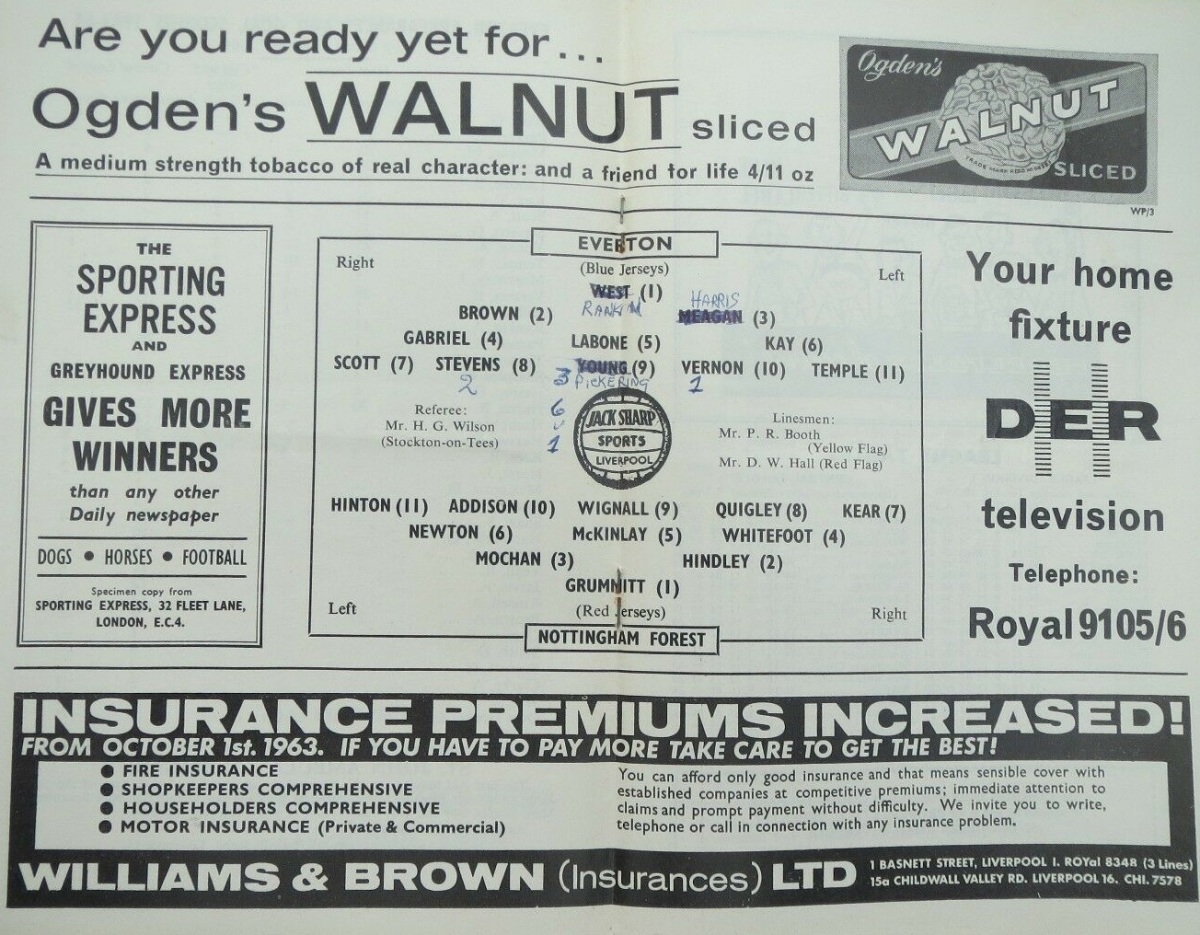 Are you ready yet for...
Ogden's WALNUT sliced
A medium strength tobacco of real character: and a friend for life 4/11 oz
Ogden's
WALNUT
SLICED
WP/3
THE
SPORTING
EXPRESS
AND
GREYHOUND EXPRESS
GIVES MORE
WINNERS
than any other
Daily newspaper
DOGS • HORSES • FOOTBALL
Specimen copy from
SPORTING EXPRESS, 32 FLEET LANE,
LONDON, E.C.4.
EVERTON
Right (Blue Jerseys) Left
WEST (1) HARRIS
BROWN (2) RANKIN MEAGAN (3)
GABRIEL (4) LABONE (5) KAY (6)
SCOTT (7) STEVENS (8) YOUNG (9) VERNON (10) TEMPLE (11)
2 3 PICKERING 1
6
1
Referee:
Mr. H. G. Wilson
(Stockton-on-Tees)
JACK SHARP
SPORTS
LIVERPOOL
Linesmen:
Mr. P. R. Booth
(Yellow Flag)
Mr. D. W. Hall (Red Flag)
HINTON (11) ADDISON (10) WIGNALL (9) QUIGLEY (8) KEAR (7)
NEWTON (6) McKINLAY (5) WHITEFOOT (4)
MOCHAN (3) HINDLEY (2)
GRUMMITT (1)
Left (Red Jerseys) Right
NOTTINGHAM FOREST
Your home
fixture
DER
television
Telephone:
Royal 9105/6
INSURANCE PREMIUMS INCREASED!
FROM OCTOBER 1st. 1963. IF YOU HAVE TO PAY MORE TAKE CARE TO GET THE BEST!
● FIRE INSURANCE
● SHOPKEEPERS COMPREHENSIVE
● HOUSEHOLDERS COMPREHENSIVE
● MOTOR INSURANCE (Private & Commercial)
You can afford only good insurance and that means sensible cover with
established companies at competitive premiums; immediate attention to
claims and prompt payment without difficulty. We invite you to write,
telephone or call in connection with any insurance problem.
WILLIAMS & BROWN (Insurances) LTD
1 BASNETT STREET, LIVERPOOL 1. ROYal 8348 (3 Lines)
15a CHILDWALL VALLEY RD. LIVERPOOL 16. CHI. 7578